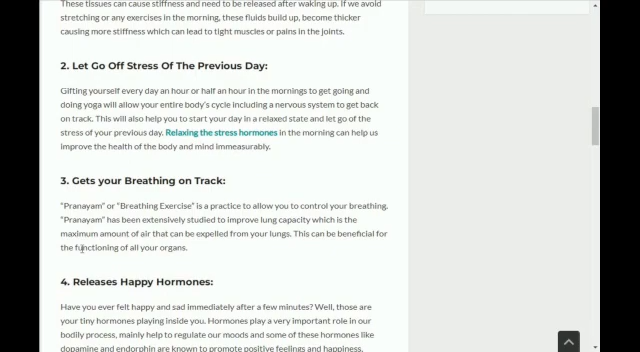 These tissues can cause stiffness and need to be released after waking up. If we avoid
stretching or any exercises in the morning, these fluids build up, become thicker
causing more stiffness which can lead to tight muscles or pains in the joints.
2. Let Go Off Stress Of The Previous Day:
Gifting yourself every day an hour or half an hour in the mornings to get going and
doing yoga will allow your entire body's cycle including a nervous system to get back
on track. This will also help you to start your day in a relaxed state and let go of the
stress of your previous day. Relaxing the stress hormones in the morning can help us
improve the health of the body and mind immeasurably.
3. Gets your Breathing on Track:
"Pranayam" or "Breathing Exercise" is a practice to allow you to control your breathing.
"Pranayam" has been extensively studied to improve lung capacity which is the
maximum amount of air that can be expelled from your lungs. This can be beneficial for
the functioning of all your organs.
4. Releases Happy Hormones:
Have you ever felt happy and sad immediately after a few minutes? Well, those are
your tiny hormones playing inside you. Hormones play a very important role in our
bodily process, mainly help to regulate our moods and some of these hormones like
dopamine and endorphin are known to promote positive feelings and happiness.